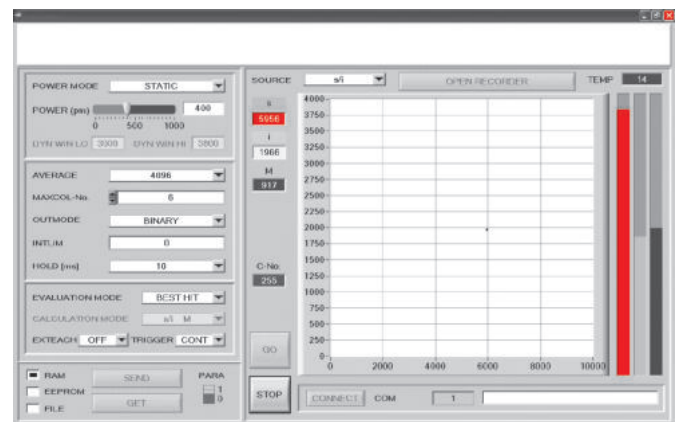 POWER MODE STATIC
POWER (pm) 400
0 500 1000
DYN WIN LO 3000 DYN WIN HI 3800
AVERAGE 4096
MAXCOL-No. 6
OUTMODE BINARY
INTLIM 0
HOLD [ms] 10
EVALUATION MODE BEST HIT
CALCULATION MODE s/i M
EXTEACH OFF TRIGGER CONT
RAM SEND PARA
EEPROM 1
FILE GET 0
SOURCE s/i OPEN RECORDER TEMP 14
s
5956
i
1966
M
917
C-No.
255
GO
STOP
4000
3750
3500
3250
3000
2750
2500
2250
2000
1750
1500
1250
1000
750
500
250
0
0 2000 4000 6000 8000 10000
CONNECT COM 1